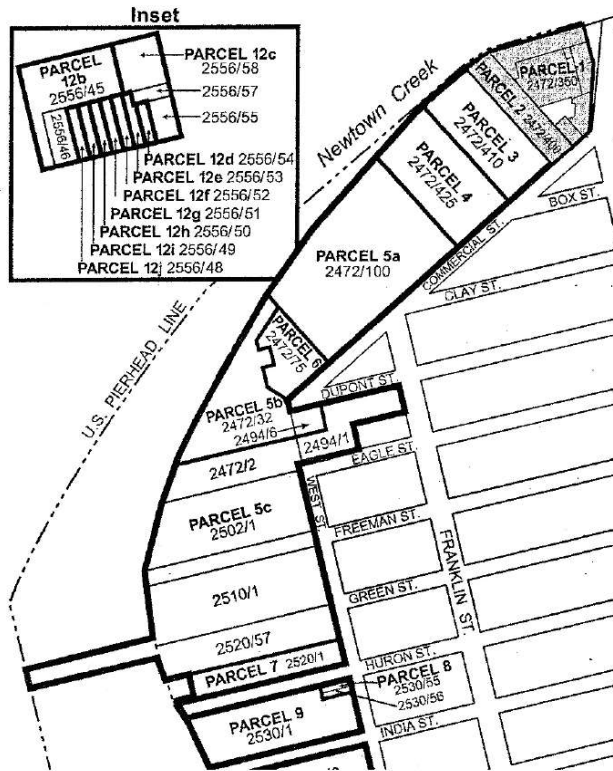 Inset
PARCEL
12b
2556/45
PARCEL 12c
2556/58
2556/57
2556/55
2556/46
PARCEL 12d 2556/54
PARCEL 12e 2556/53
PARCEL 12f 2556/52
PARCEL 12g 2556/51
PARCEL 12h 2556/50
PARCEL 12i 2556/49
PARCEL 12j 2556/48
Newtown Creek
PARCEL 1
2472/350
PARCEL 2
PARCEL 3
2472/410
PARCEL 4
2472/425
BOX ST.
COMMERCIAL ST.
CLAY ST.
PARCEL 5a
2472/100
U.S. PIERHEAD LINE
PARCEL 6
2472/75
DUPONT ST.
PARCEL 5b
2472/32
2494/6
2494/1
EAGLE ST.
2472/2
WEST ST.
PARCEL 5c
2502/1
FREEMAN ST.
FRANKLIN ST.
2510/1
GREEN ST.
2520/57
HURON ST.
PARCEL 7 2520/1
PARCEL 8
2530/55
2530/56
PARCEL 9
2530/1
INDIA ST.